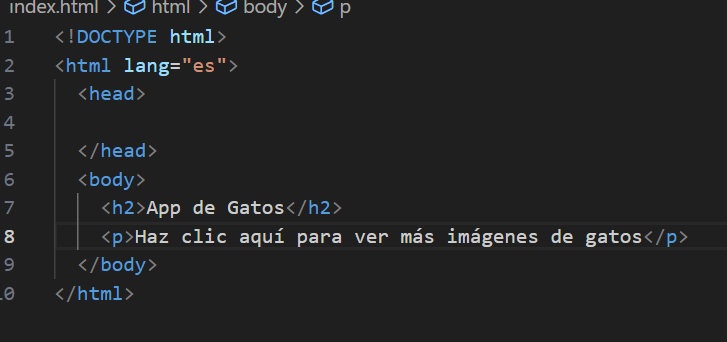 index.html > html > body > p
1 <!DOCTYPE html>
2 <html lang="es">
3 <head>
4
5 </head>
6 <body>
7 <h2>App de Gatos</h2>
8 <p>Haz clic aquí para ver más imágenes de gatos</p>
9 </body>
10 </html>